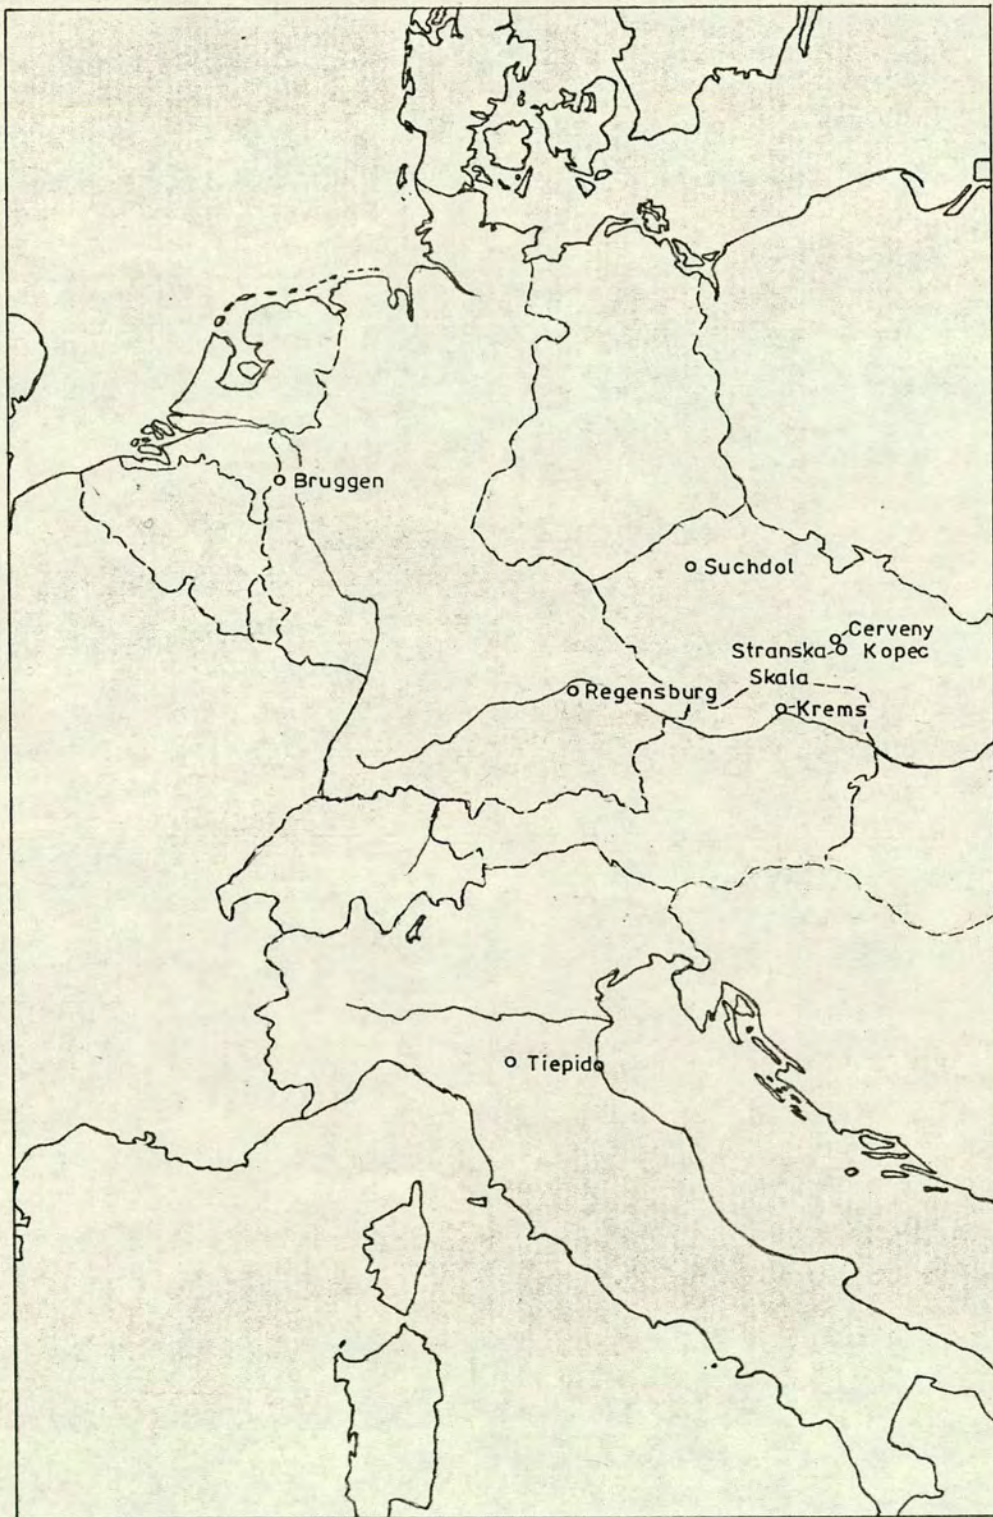 Bruggen
Suchdol
Cerveny
Kopec
Stranska
Skala
Regensburg
Krems
Tiepido